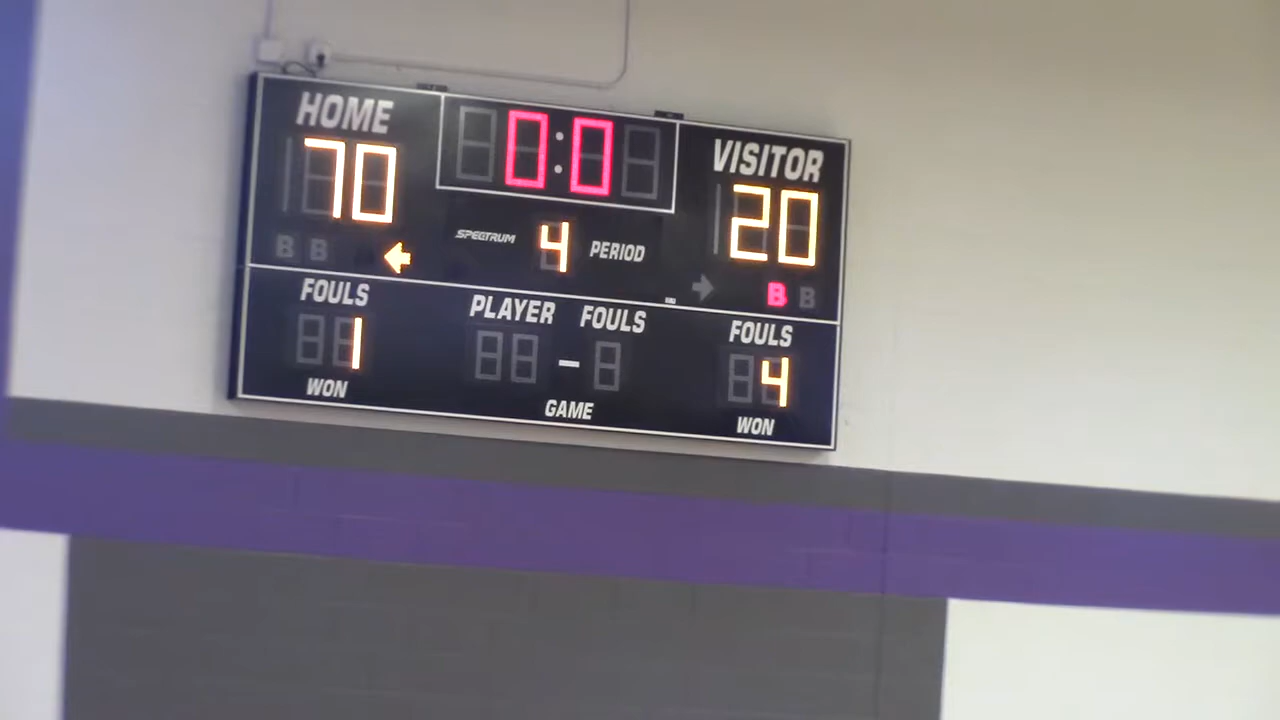 HOME
0:0
VISITOR
70
20
SPECTRUM
4
PERIOD
B B
B B
FOULS
PLAYER FOULS
FOULS
1
-
4
WON
GAME
WON